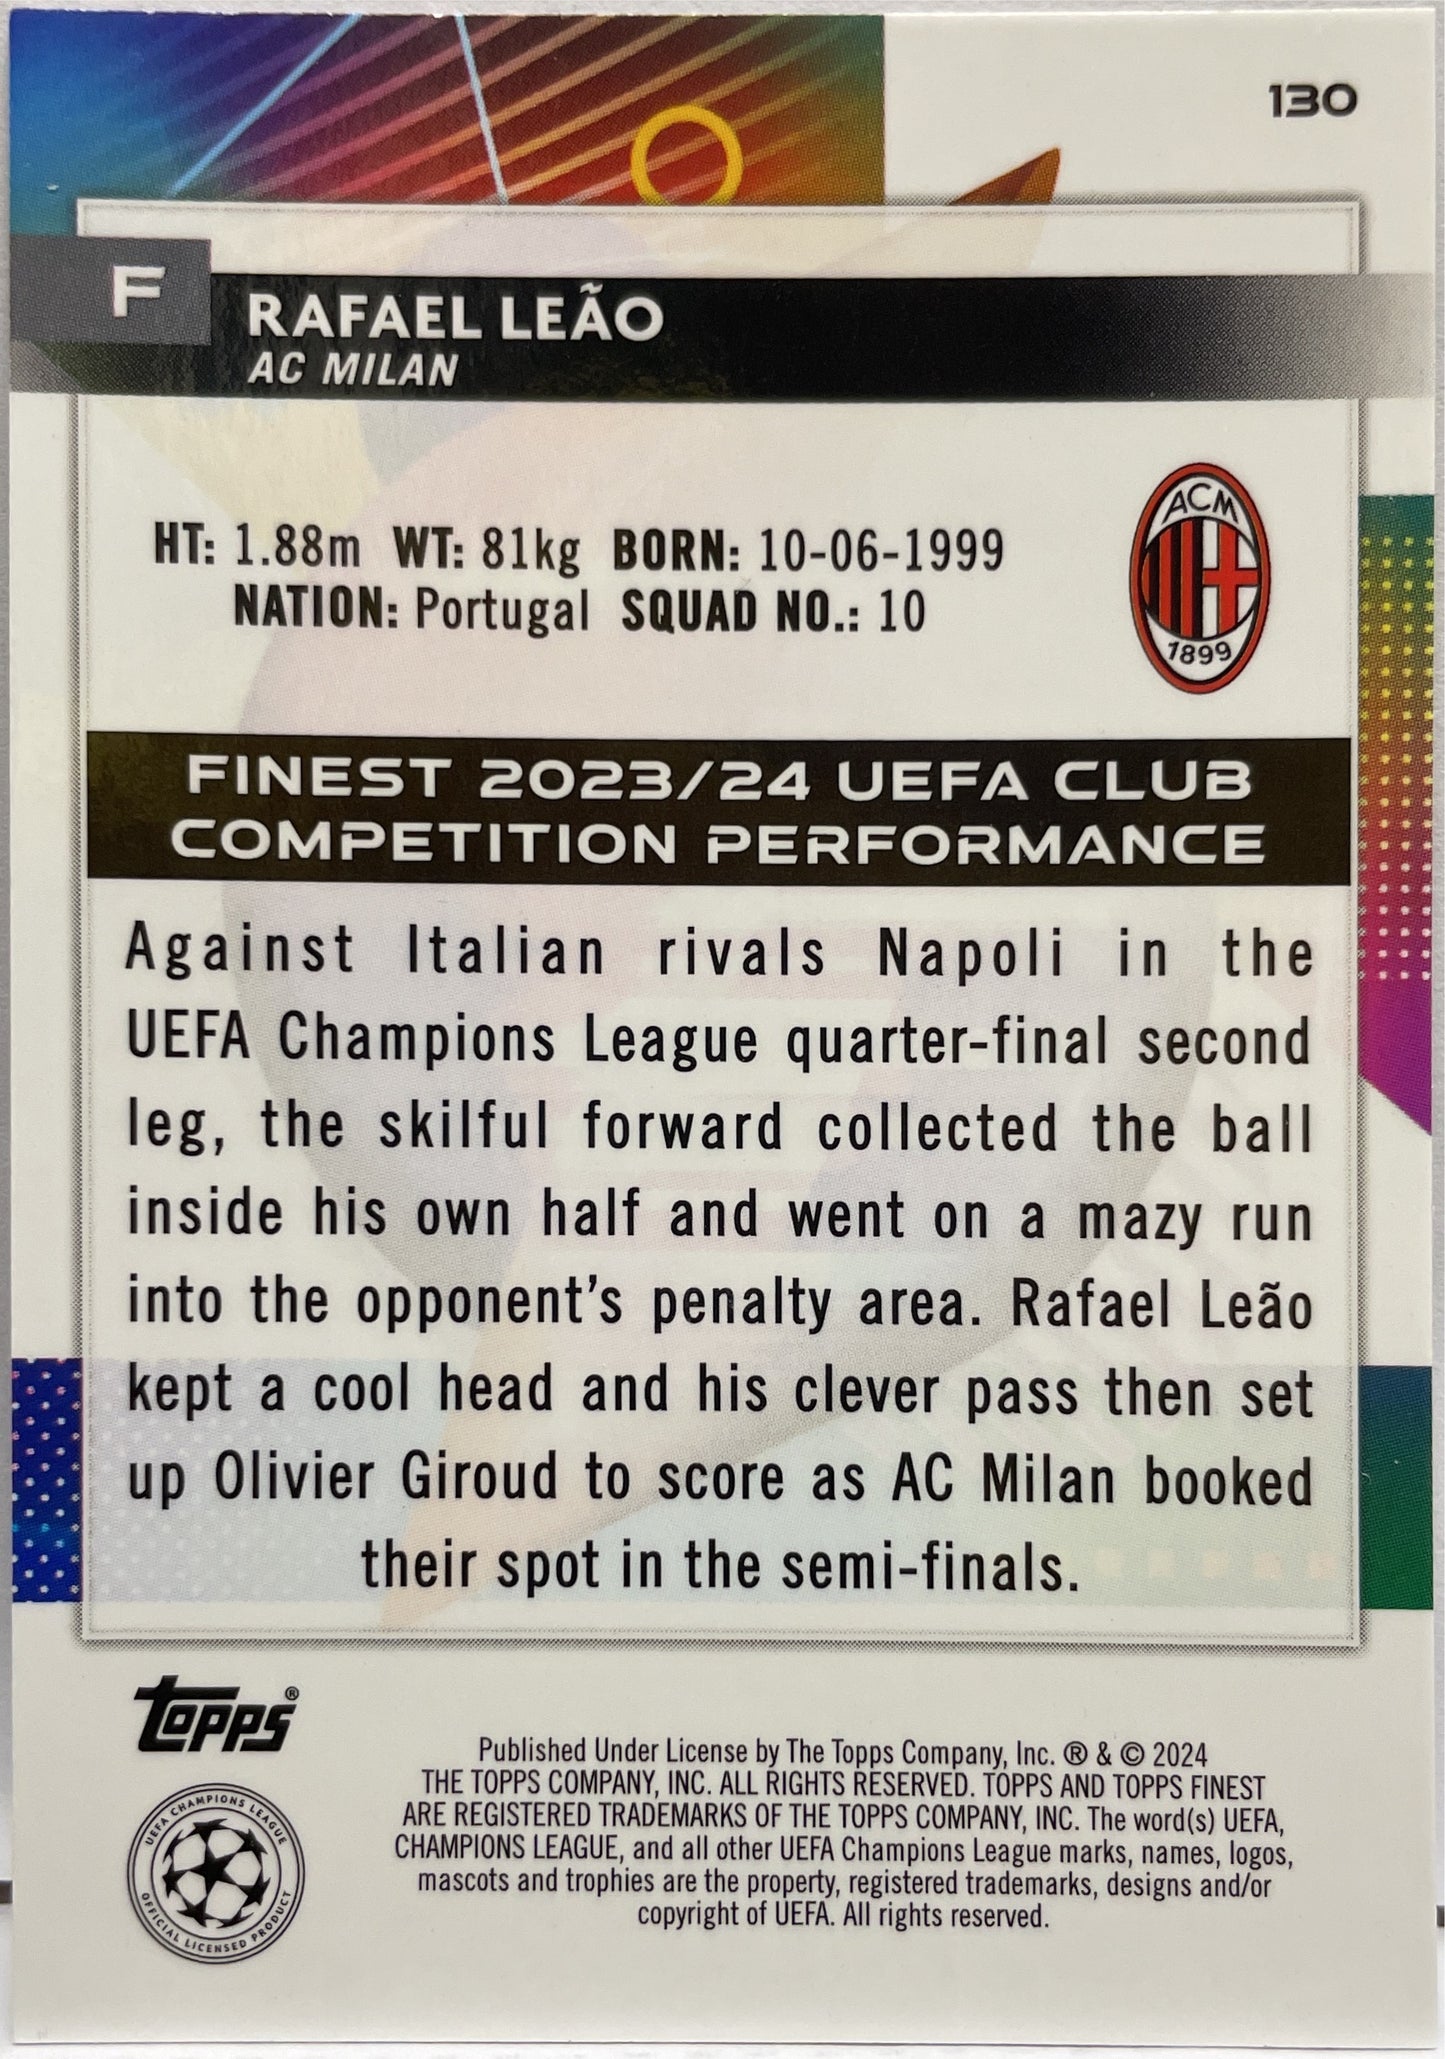 130
F
RAFAEL LEÃO
AC MILAN
HT: 1.88m WT: 81kg BORN: 10-06-1999
NATION: Portugal SQUAD NO.: 10
ACM
1899
FINEST 2023/24 UEFA CLUB
COMPETITION PERFORMANCE
Against Italian rivals Napoli in the
UEFA Champions League quarter-final second
leg, the skilful forward collected the ball
inside his own half and went on a mazy run
into the opponent's penalty area. Rafael Leão
kept a cool head and his clever pass then set
up Olivier Giroud to score as AC Milan booked
their spot in the semi-finals.
topps®
UEFA CHAMPIONS LEAGUE
OFFICIAL LICENSED PRODUCT
Published Under License by The Topps Company, Inc. ® & © 2024
THE TOPPS COMPANY, INC. ALL RIGHTS RESERVED. TOPPS AND TOPPS FINEST
ARE REGISTERED TRADEMARKS OF THE TOPPS COMPANY, INC. The word(s) UEFA,
CHAMPIONS LEAGUE, and all other UEFA Champions League marks, names, logos,
mascots and trophies are the property, registered trademarks, designs and/or
copyright of UEFA. All rights reserved.